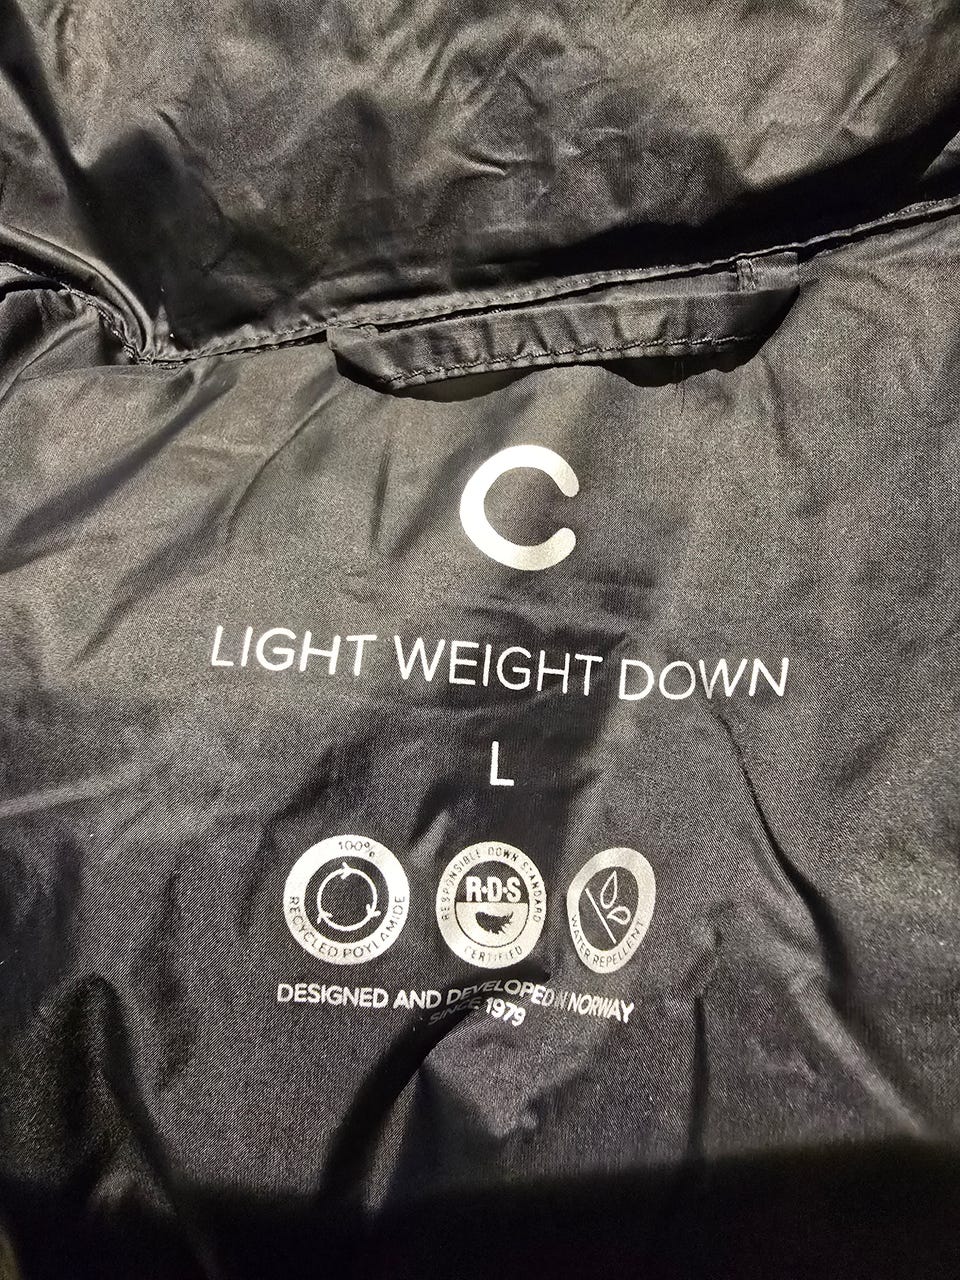 C
LIGHT WEIGHT DOWN
L
100%
RECYCLED POYLAMIDE
RESPONSIBLE DOWN STANDARD
R·D·S
CERTIFIED
WATER REPELLENT
DESIGNED AND DEVELOPED IN NORWAY
SINCE 1979